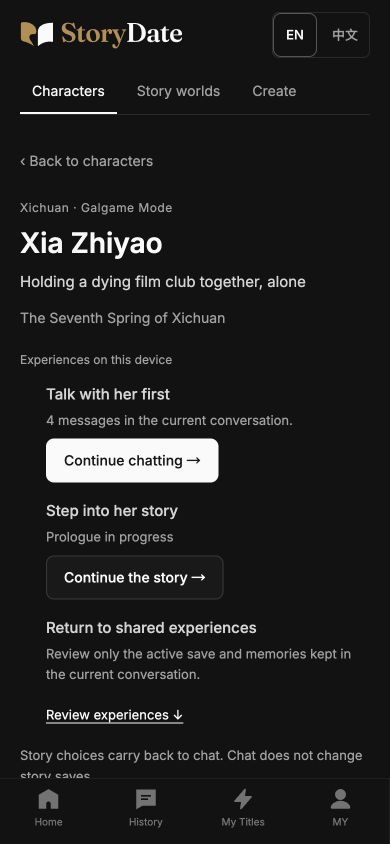 StoryDate
EN
中文
Characters
Story worlds
Create
‹ Back to characters
Xichuan · Galgame Mode
Xia Zhiyao
Holding a dying film club together, alone
The Seventh Spring of Xichuan
Experiences on this device
Talk with her first
4 messages in the current conversation.
Continue chatting →
Step into her story
Prologue in progress
Continue the story →
Return to shared experiences
Review only the active save and memories kept in
the current conversation.
Review experiences ↓
Story choices carry back to chat. Chat does not change
story saves
Home
History
My Titles
MY